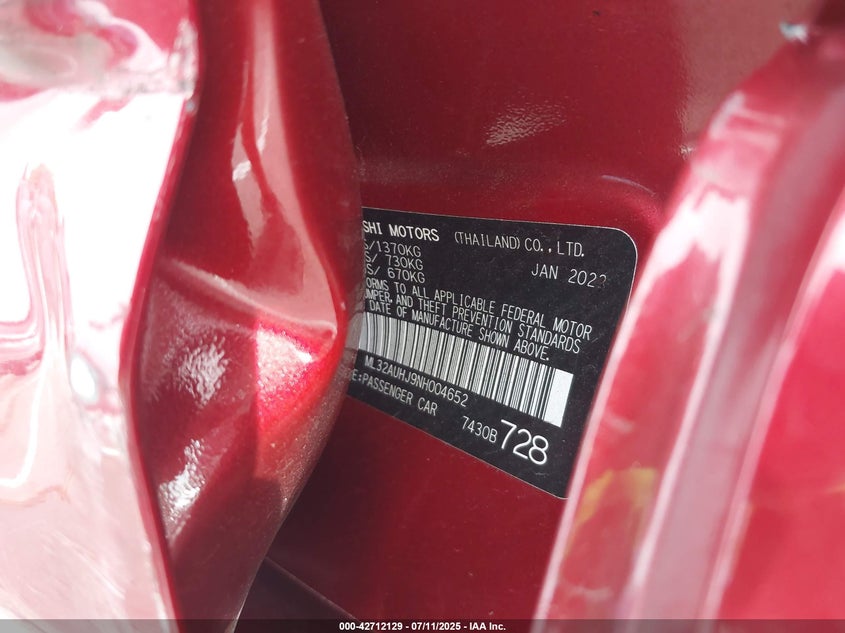 SHI MOTORS (THAILAND) CO., LTD.
/1370KG JAN 2023
/ 730KG
/ 670KG
ORMS TO ALL APPLICABLE FEDERAL MOTOR
UMPER, AND THEFT PREVENTION STANDARDS
DATE OF MANUFACTURE SHOWN ABOVE.
ML32AUHJ9NH004652
E:PASSENGER CAR
7430B 728
000-42712129 - 07/11/2025 - IAA Inc.